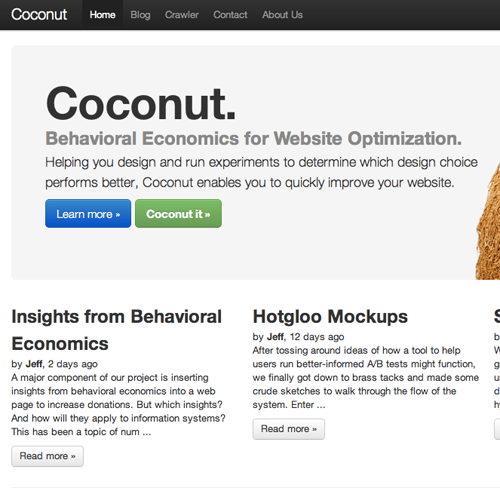 Coconut Home Blog Crawler Contact About Us
Coconut.
Behavioral Economics for Website Optimization.
Helping you design and run experiments to determine which design choice
performs better, Coconut enables you to quickly improve your website.
Learn more » Coconut it »
Insights from Behavioral
Economics
by Jeff, 2 days ago
A major component of our project is inserting
insights from behavioral economics into a web
page to increase donations. But which insights?
And how will they apply to information systems?
This has been a topic of num ...
Read more »
Hotgloo Mockups
by Jeff, 12 days ago
After tossing around ideas of how a tool to help
users run better-informed A/B tests might function,
we finally got down to brass tacks and made some
crude sketches to walk through the flow of the
system. Enter ...
Read more »